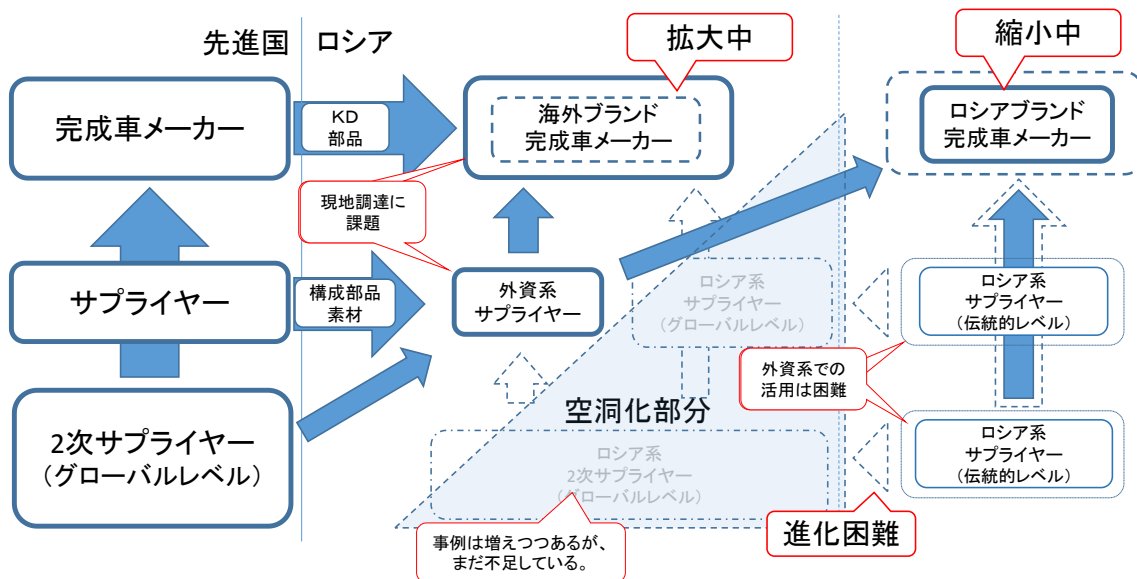 先進国
ロシア
拡大中
縮小中
完成車メーカー
KD
部品
海外ブランド
完成車メーカー
ロシアブランド
完成車メーカー
現地調達に
課題
サプライヤー
構成部品
素材
外資系
サプライヤー
ロシア系
サプライヤー
(グローバルレベル)
ロシア系
サプライヤー
(伝統的レベル)
外資系での
活用は困難
空洞化部分
2次サプライヤー
(グローバルレベル)
ロシア系
2次サプライヤー
(グローバルレベル)
ロシア系
サプライヤー
(伝統的レベル)
進化困難
事例は増えつつあるが、
まだ不足している。